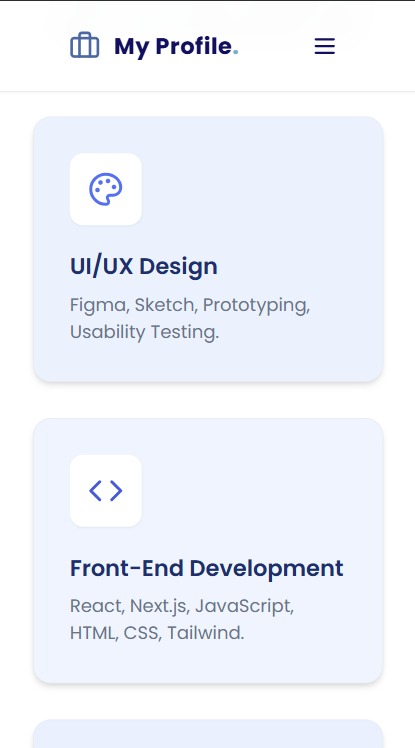 My Profile.
UI/UX Design
Figma, Sketch, Prototyping,
Usability Testing.
Front-End Development
React, Next.js, JavaScript,
HTML, CSS, Tailwind.